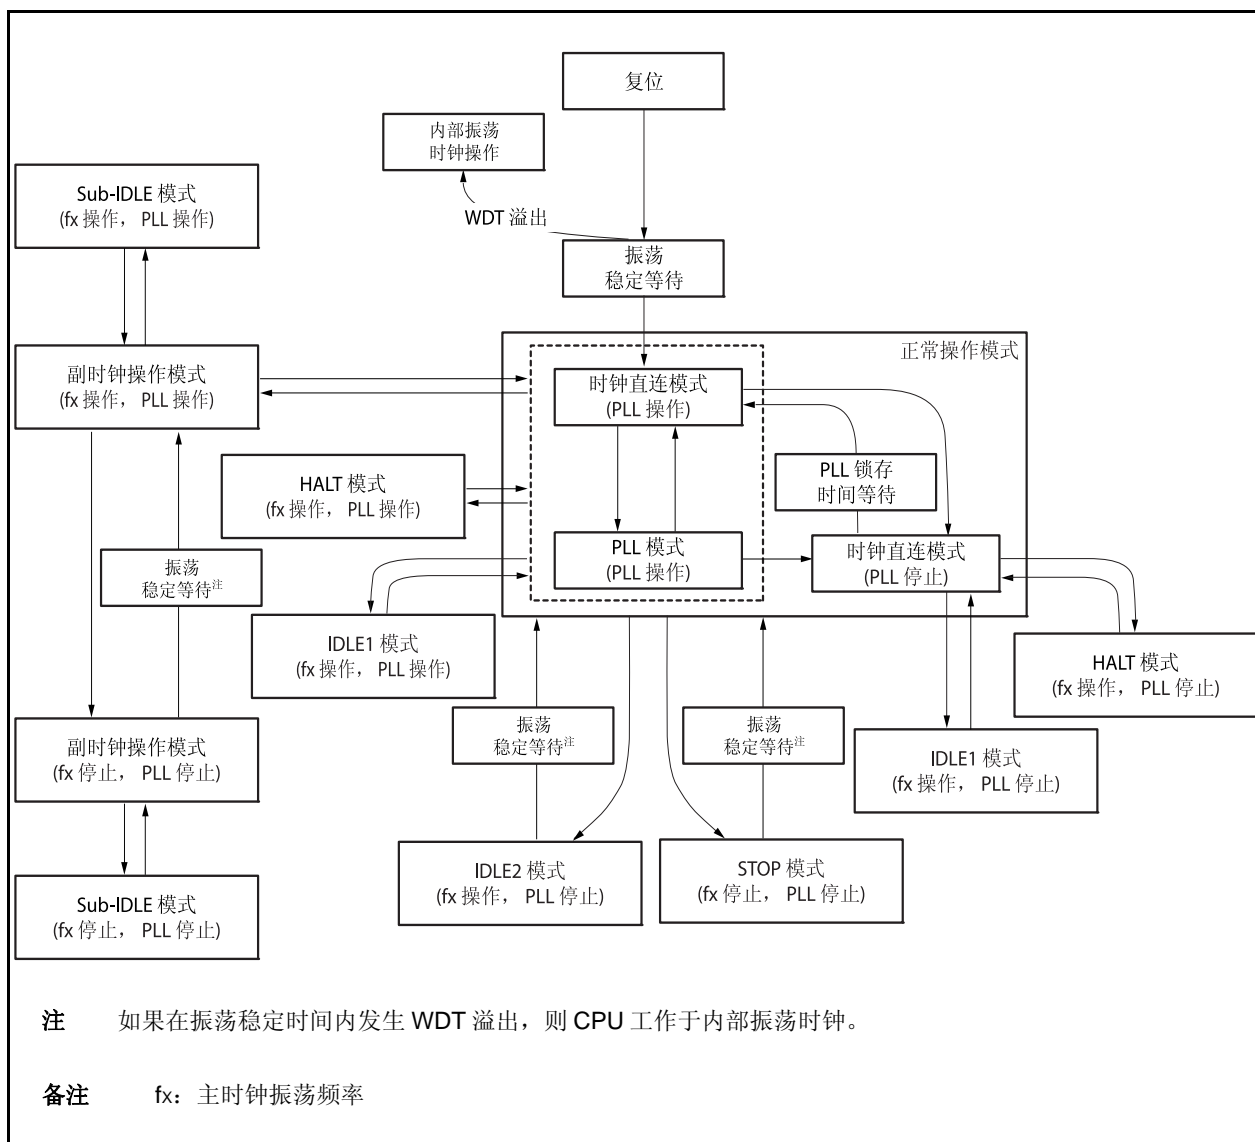 复位
内部振荡
时钟操作
Sub-IDLE 模式
(fx 操作， PLL 操作)
WDT 溢出
振荡
稳定等待
正常操作模式
副时钟操作模式
(fx 操作， PLL 操作)
时钟直连模式
(PLL 操作)
HALT 模式
(fx 操作， PLL 操作)
PLL 锁存
时间等待
PLL 模式
(PLL 操作)
时钟直连模式
(PLL 停止)
振荡
稳定等待注
IDLE1 模式
(fx 操作， PLL 操作)
HALT 模式
(fx 操作， PLL 停止)
振荡
稳定等待注
振荡
稳定等待注
副时钟操作模式
(fx 停止， PLL 停止)
IDLE1 模式
(fx 操作， PLL 停止)
IDLE2 模式
(fx 操作， PLL 停止)
STOP 模式
(fx 停止， PLL 停止)
Sub-IDLE 模式
(fx 停止， PLL 停止)
注 如果在振荡稳定时间内发生 WDT 溢出，则 CPU 工作于内部振荡时钟。
备注 fx：主时钟振荡频率